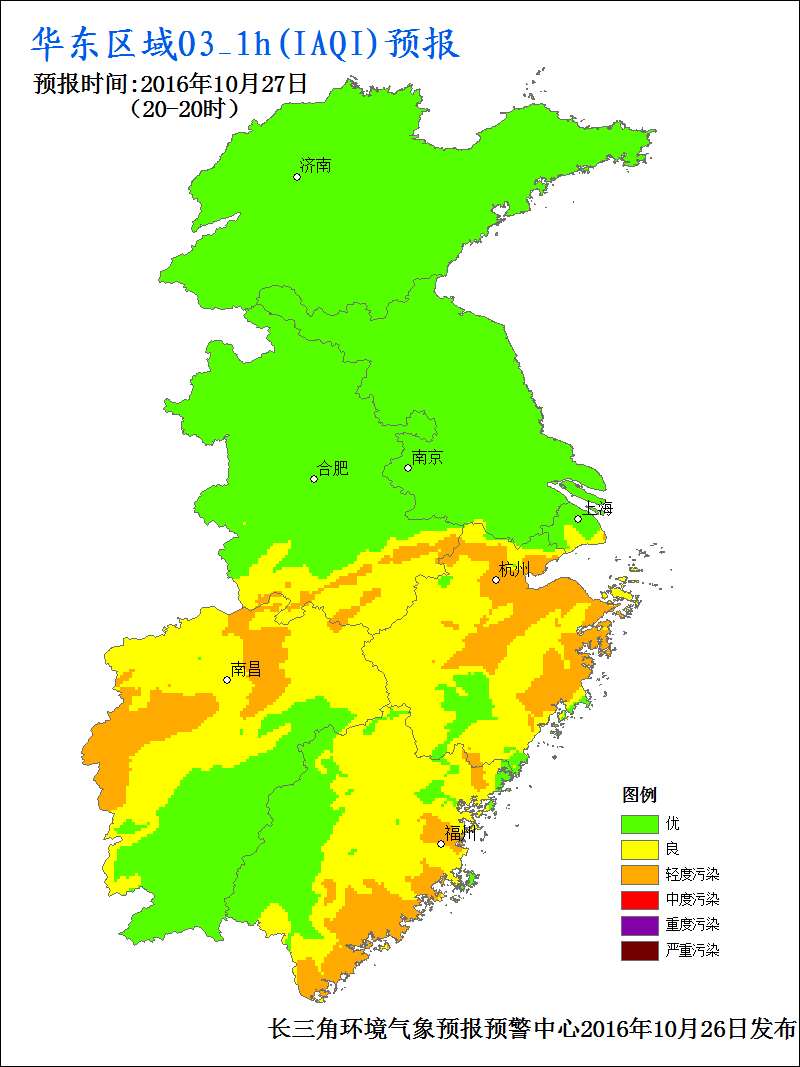 华东区域O3_1h(IAQI)预报
预报时间:2016年10月27日
（20-20时）
济南
南京
合肥
上海
杭州
南昌
福州
图例
优
良
轻度污染
中度污染
重度污染
严重污染
长三角环境气象预报预警中心2016年10月26日发布